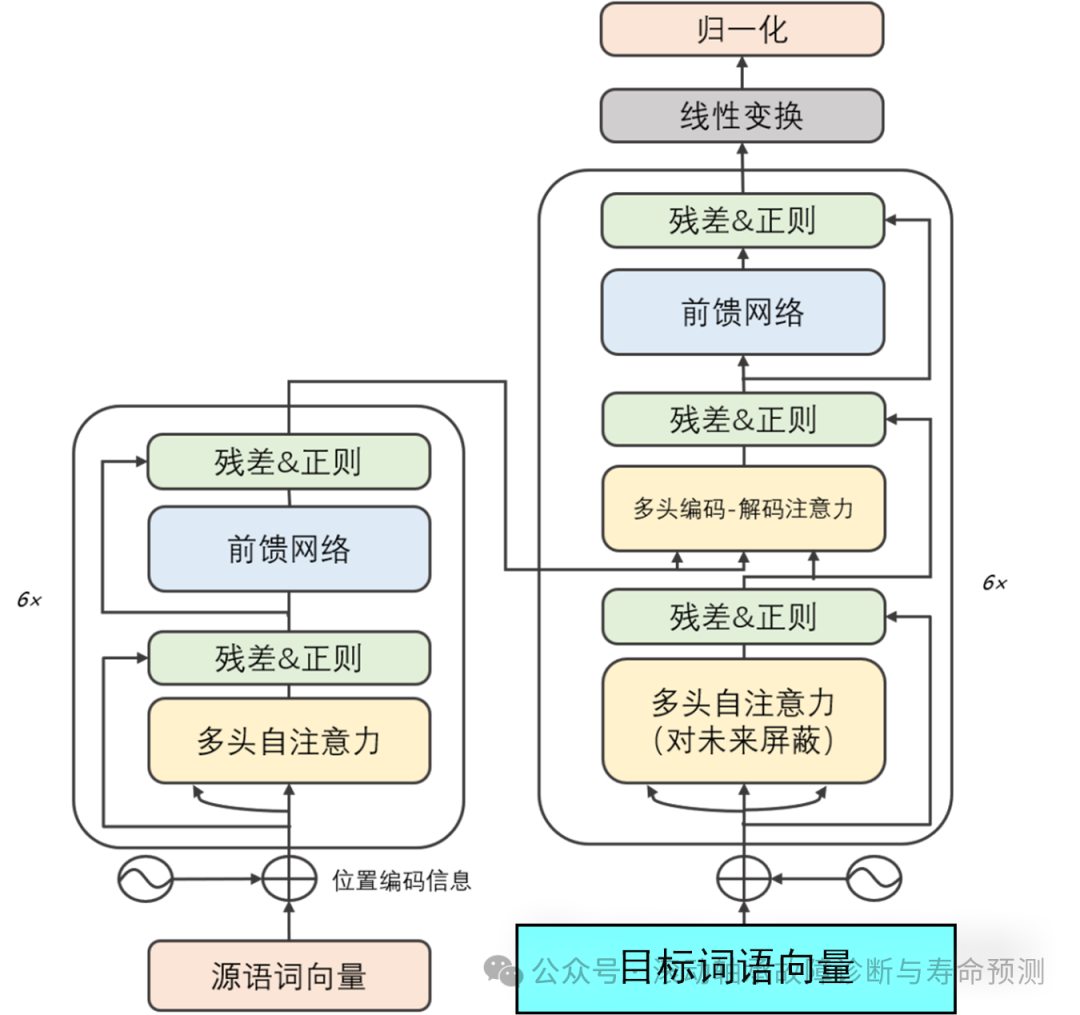 归一化
线性变换
残差&正则
前馈网络
残差&正则
多头编码-解码注意力
残差&正则
多头自注意力
(对未来屏蔽)
6×
残差&正则
前馈网络
残差&正则
多头自注意力
6×
位置编码信息
源语词向量
目标词语向量
公众号·
障诊断与寿命预测